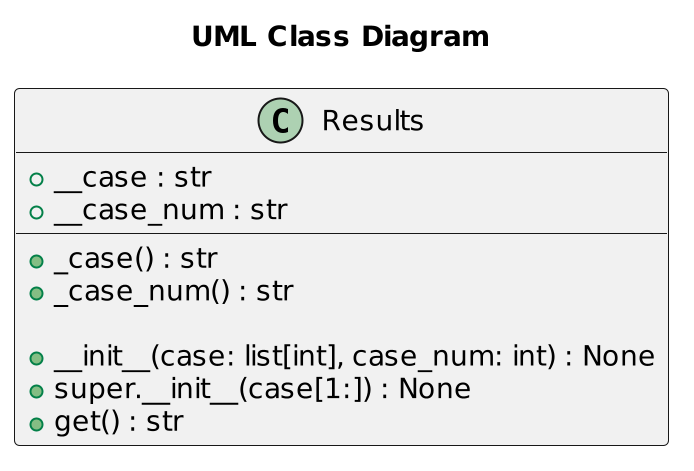 UML Class Diagram
C Results
__case : str
__case_num : str
_case() : str
_case_num() : str
__init__(case: list[int], case_num: int) : None
super.__init__(case[1:]) : None
get() : str